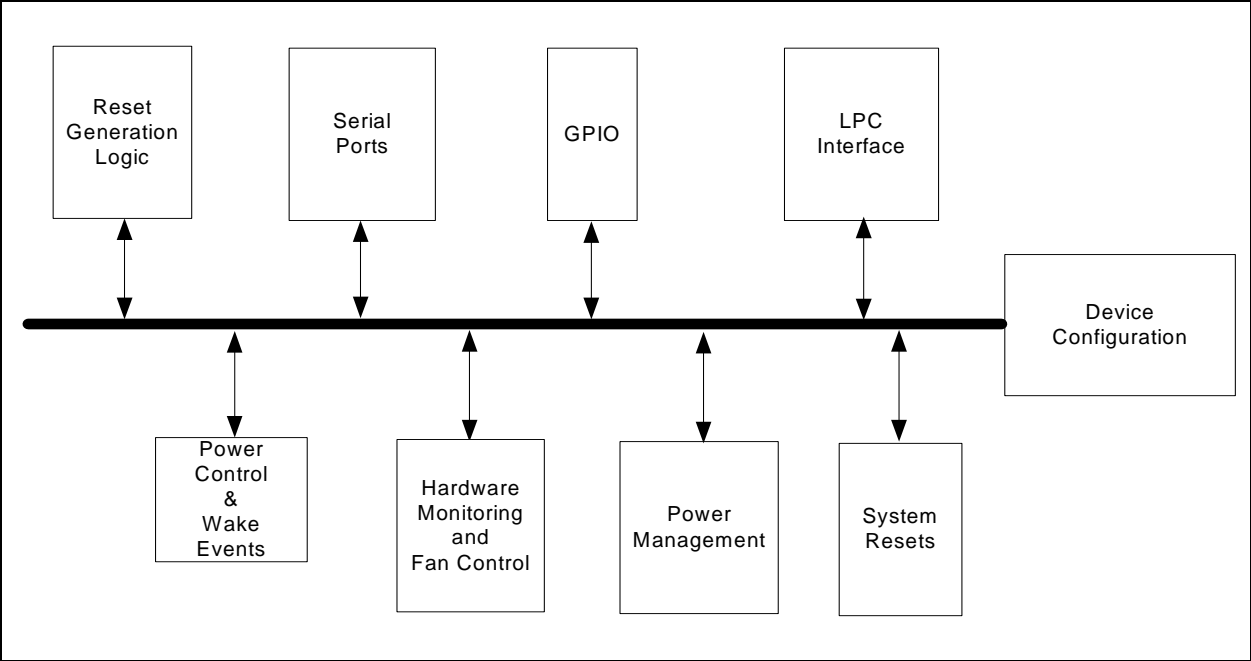 Reset
Generation
Logic
Serial
Ports
GPIO
LPC
Interface
Device
Configuration
Power
Control
&
Wake
Events
Hardware
Monitoring
and
Fan Control
Power
Management
System
Resets